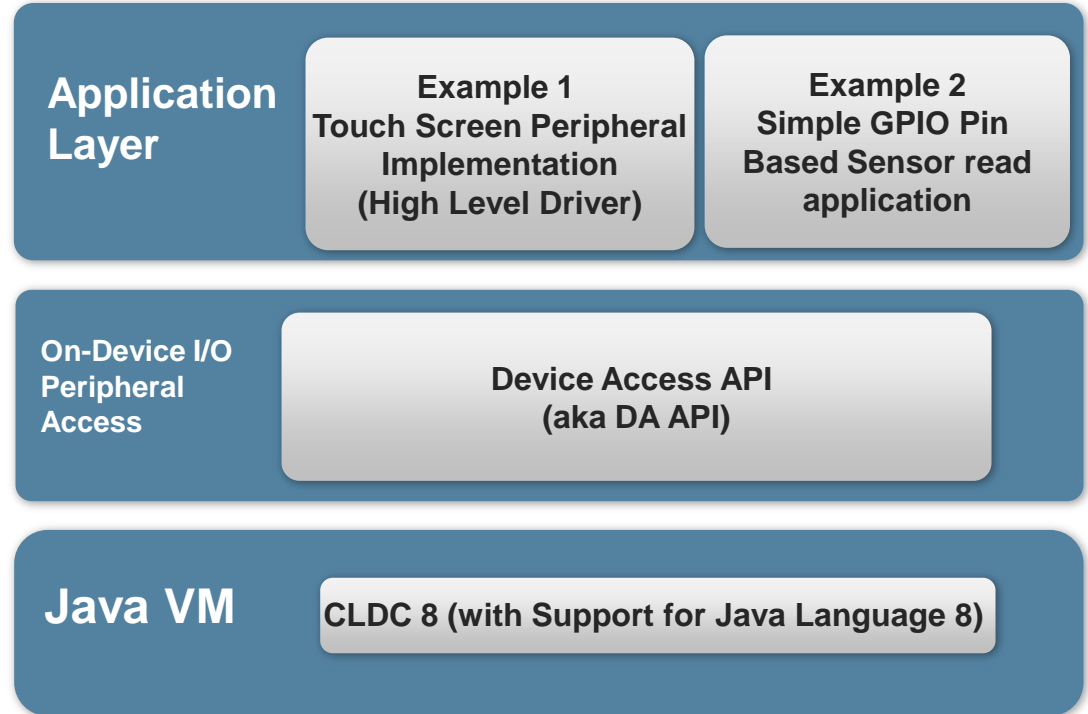 Application
Layer
Example 1
Touch Screen Peripheral
Implementation
(High Level Driver)
Example 2
Simple GPIO Pin
Based Sensor read
application
On-Device I/O
Peripheral
Access
Device Access API
(aka DA API)
Java VM
CLDC 8 (with Support for Java Language 8)